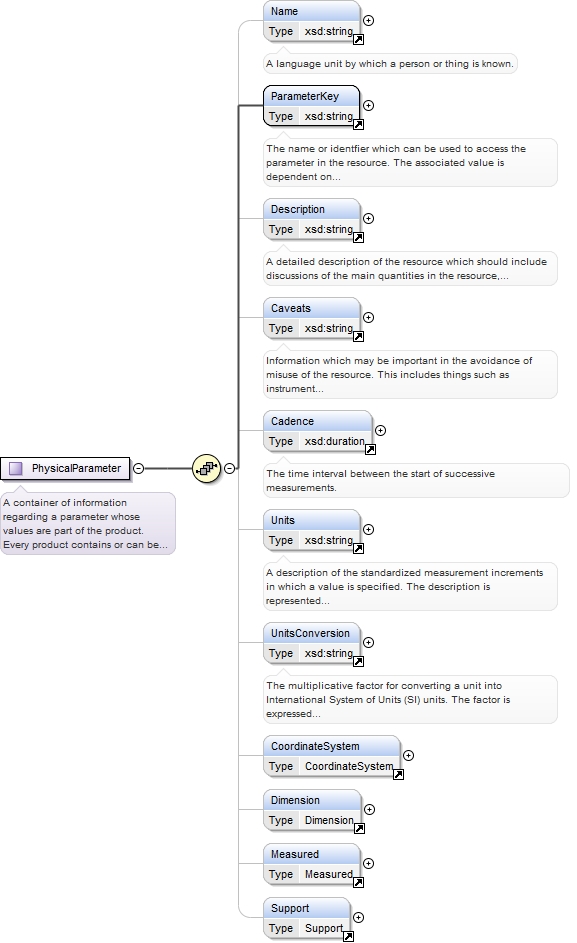 Name
Type xsd:string
A language unit by which a person or thing is known.
ParameterKey
Type xsd:string
The name or identfier which can be used to access the
parameter in the resource. The associated value is
dependent on...
Description
Type xsd:string
A detailed description of the resource which should include
discussions of the main quantities in the resource,...
Caveats
Type xsd:string
Information which may be important in the avoidance of
misuse of the resource. This includes things such as
instrument...
Cadence
Type xsd:duration
The time interval between the start of successive
measurements.
PhysicalParameter
A container of information
regarding a parameter whose
values are part of the product.
Every product contains or can be...
Units
Type xsd:string
A description of the standardized measurement increments
in which a value is specified. The description is
represented...
UnitsConversion
Type xsd:string
The multiplicative factor for converting a unit into
International System of Units (SI) units. The factor is
expressed...
CoordinateSystem
Type CoordinateSystem
Dimension
Type Dimension
Measured
Type Measured
Support
Type Support